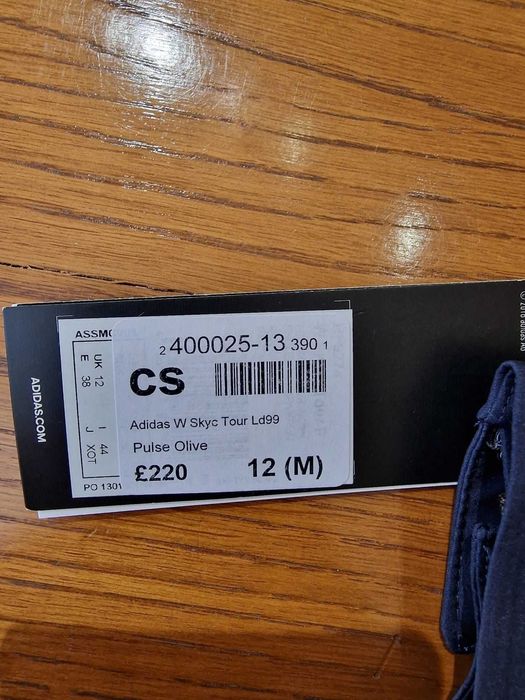 ASSM
2 400025-13 390 1
CS
Adidas W Skyc Tour Ld99
Pulse Olive
£220 12 (M)
UK 12
E 38
I 44
J XOT
PO 1301
ADIDAS.COM